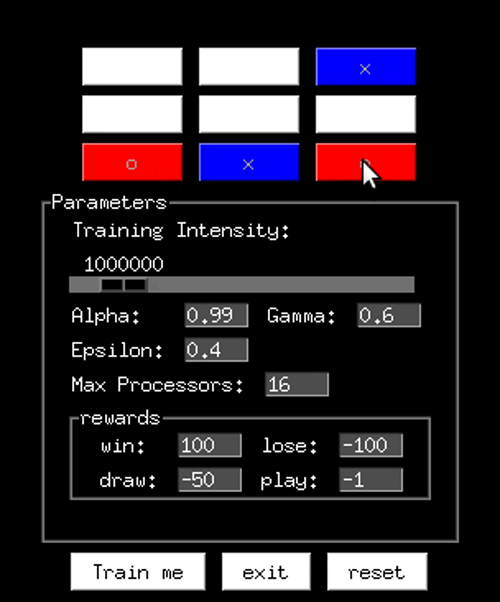 x
o x o
Parameters
Training Intensity:
1000000
Alpha: 0.99 Gamma: 0.6
Epsilon: 0.4
Max Processors: 16
rewards
win: 100 lose: -100
draw: -50 play: -1
Train me exit reset